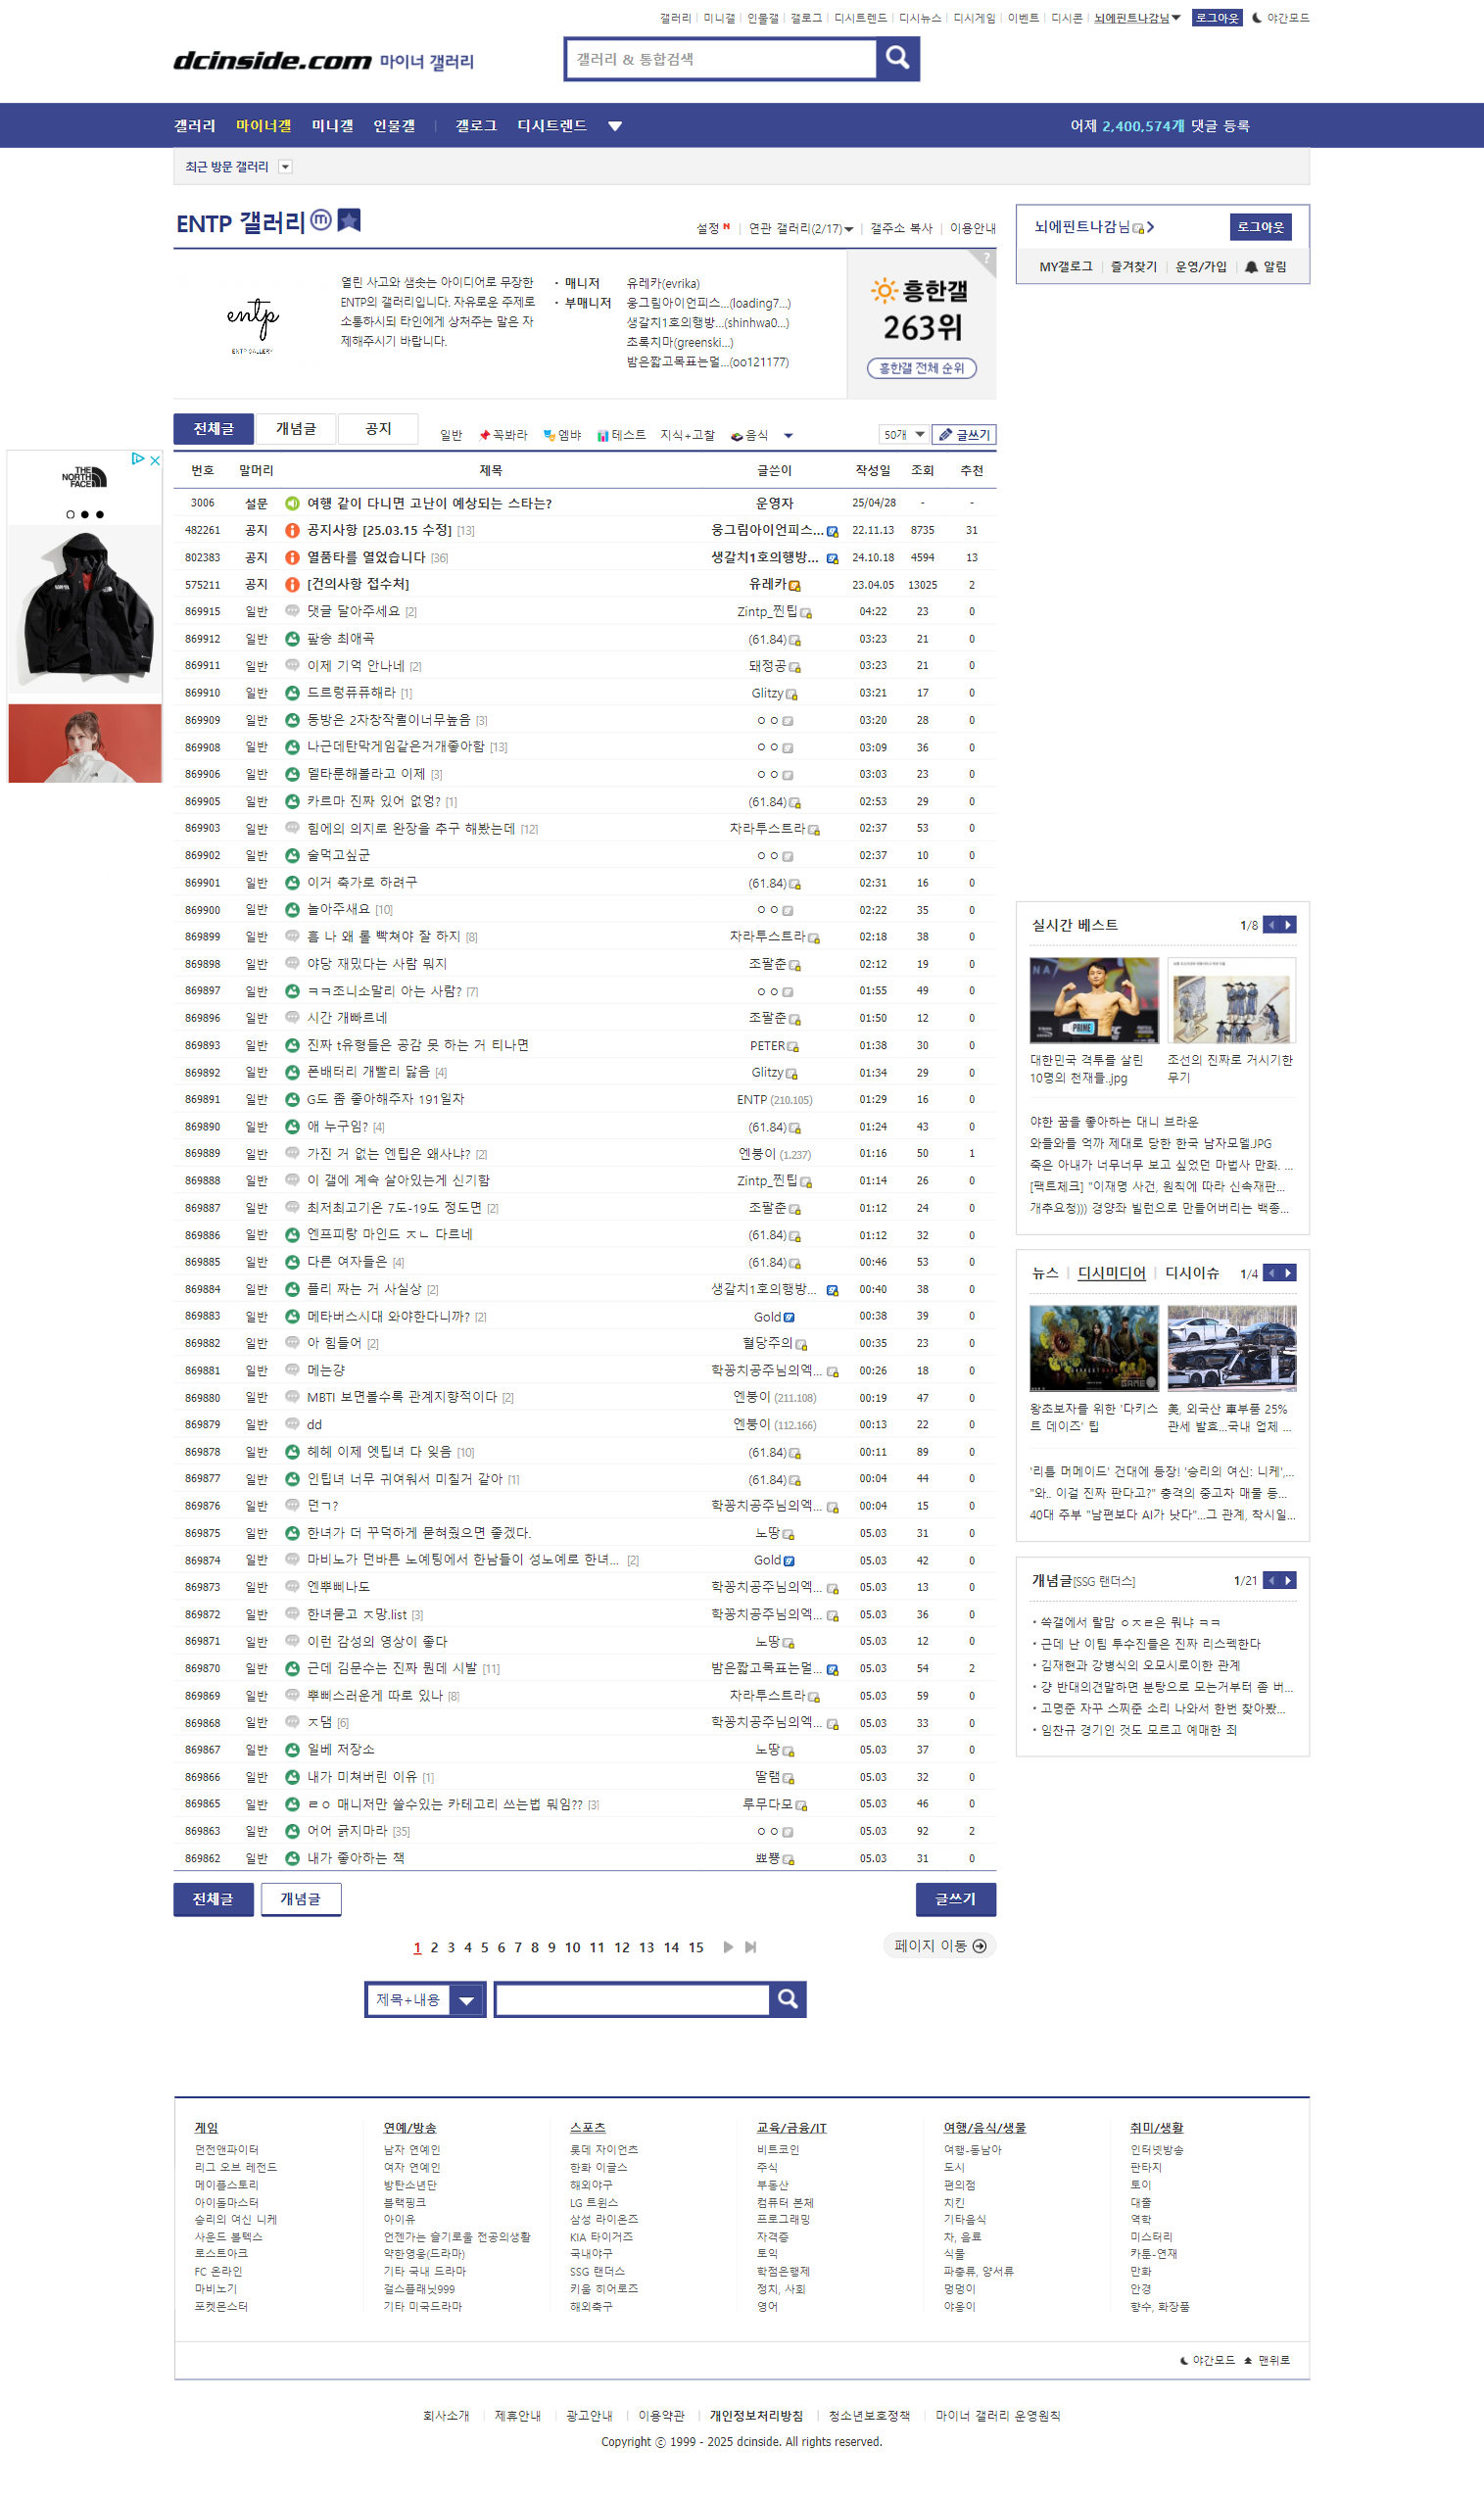 갤러리 | 미니갤 | 인물갤 | 갤로그 | 디시트렌드 | 디시뉴스 | 디시게임 | 이벤트 | 디시콘 | 뇌에핀트나감님 로그아웃 야간모드
dcinside.com 마이너 갤러리
갤러리 & 통합검색
갤러리 마이너갤 미니갤 인물갤 | 갤로그 디시트렌드
어제 2,400,574개 댓글 등록
최근 방문 갤러리
ENTP 갤러리
설정 N | 연관 갤러리(2/17) | 갤주소 복사 | 이용안내
열린 사고와 샘솟는 아이디어로 무장한
ENTP의 갤러리입니다. 자유로운 주제로
소통하시되 타인에게 상처주는 말은 자
제해주시기 바랍니다.
entp
ENTP GALLERY
· 매니저 유레카(evrika)
· 부매니저 웅그림아이언피스...(loading7...)
생갈치1호의행방...(shinhwa0...)
초록치마(greenski...)
밤은짧고목표는멀...(oo121177)
?
흥한갤
263위
흥한갤 전체 순위
뇌에핀트나감님
로그아웃
MY갤로그 | 즐겨찾기 | 운영/가입 | 알림
전체글 개념글 공지
일반 꼭봐라 엠뱌 테스트 지식+고찰 음식
50개 글쓰기
THE NORTH FACE
번호 말머리 제목 글쓴이 작성일 조회 추천
3006 설문 여행 같이 다니면 고난이 예상되는 스타는? 운영자 25/04/28 - -
482261 공지 공지사항 [25.03.15 수정] [13] 웅그림아이언피스... 22.11.13 8735 31
802383 공지 열품타를 열었습니다 [36] 생갈치1호의행방... 24.10.18 4594 13
575211 공지 [건의사항 접수처] 유레카 23.04.05 13025 2
869915 일반 댓글 달아주세요 [2] Zintp_찐팁 04:22 23 0
869912 일반 팝송 최애곡 (61.84) 03:23 21 0
869911 일반 이제 기억 안나네 [2] 돼정공 03:23 21 0
869910 일반 드르렁퓨퓨해라 [1] Glitzy 03:21 17 0
869909 일반 동방은 2차창작퀄이너무높음 [3] ㅇㅇ 03:20 28 0
869908 일반 나근데탄막게임같은거개좋아함 [13] ㅇㅇ 03:09 36 0
869906 일반 델타룬해볼라고 이제 [3] ㅇㅇ 03:03 23 0
869905 일반 카르마 진짜 있어 없엉? [1] (61.84) 02:53 29 0
869903 일반 힘에의 의지로 완장을 추구 해봤는데 [12] 차라투스트라 02:37 53 0
869902 일반 술먹고싶군 ㅇㅇ 02:37 10 0
869901 일반 이거 축가로 하려구 (61.84) 02:31 16 0
869900 일반 놀아주새요 [10] ㅇㅇ 02:22 35 0
869899 일반 흠 나 왜 롤 빡쳐야 잘 하지 [8] 차라투스트라 02:18 38 0
869898 일반 야당 재밌다는 사람 뭐지 조팔춘 02:12 19 0
869897 일반 ㅋㅋ조니소말리 아는 사람? [7] ㅇㅇ 01:55 49 0
869896 일반 시간 개빠르네 조팔춘 01:50 12 0
869893 일반 진짜 t유형들은 공감 못 하는 거 티나면 PETER 01:38 30 0
869892 일반 폰배터리 개빨리 닳음 [4] Glitzy 01:34 29 0
869891 일반 G도 좀 좋아해주자 191일차 ENTP (210.105) 01:29 16 0
869890 일반 얘 누구임? [4] (61.84) 01:24 43 0
869889 일반 가진 거 없는 엔팁은 왜사냐? [2] 엔붕이 (1.237) 01:16 50 1
869888 일반 이 갤에 계속 살아있는게 신기함 Zintp_찐팁 01:14 26 0
869887 일반 최저최고기온 7도-19도 정도면 [2] 조팔춘 01:12 24 0
869886 일반 엔프피랑 마인드 ㅈㄴ 다르네 (61.84) 01:12 32 0
869885 일반 다른 여자들은 [4] (61.84) 00:46 53 0
869884 일반 플리 짜는 거 사실상 [2] 생갈치1호의행방... 00:40 38 0
869883 일반 메타버스시대 와야한다니까? [2] Gold 00:38 39 0
869882 일반 아 힘들어 [2] 혈당주의 00:35 23 0
869881 일반 메는걍 학꽁치공주님의엑... 00:26 18 0
869880 일반 MBTI 보면볼수록 관계지향적이다 [2] 엔붕이 (211.108) 00:19 47 0
869879 일반 dd 엔붕이 (112.166) 00:13 22 0
869878 일반 헤헤 이제 엣팁녀 다 잊음 [10] (61.84) 00:11 89 0
869877 일반 인팁녀 너무 귀여워서 미칠거 같아 [1] (61.84) 00:04 44 0
869876 일반 던ㄱ? 학꽁치공주님의엑... 00:04 15 0
869875 일반 한녀가 더 꾸덕하게 묻혀줬으면 좋겠다. 노땅 05.03 31 0
869874 일반 마비노가 던바튼 노예팅에서 한남들이 성노예로 한녀... [2] Gold 05.03 42 0
869873 일반 엔뿌삐나도 학꽁치공주님의엑... 05.03 13 0
869872 일반 한녀묻고 ㅈ망.list [3] 학꽁치공주님의엑... 05.03 36 0
869871 일반 이런 감성의 영상이 좋다 노땅 05.03 12 0
869870 일반 근데 김문수는 진짜 뭔데 시발 [11] 밤은짧고목표는멀... 05.03 54 2
869869 일반 뿌삐스러운게 따로 있나 [8] 차라투스트라 05.03 59 0
869868 일반 ㅈ댐 [6] 학꽁치공주님의엑... 05.03 33 0
869867 일반 일베 저장소 노땅 05.03 37 0
869866 일반 내가 미쳐버린 이유 [1] 딸램 05.03 32 0
869865 일반 ㄹㅇ 매니저만 쓸수있는 카테고리 쓰는법 뭐임?? [3] 루무다모 05.03 46 0
869863 일반 어어 긁지마라 [35] ㅇㅇ 05.03 92 2
869862 일반 내가 좋아하는 책 뾰뿅 05.03 31 0
실시간 베스트 1/8
대한민국 격투를 살린 10명의 천재들..jpg
조선의 진짜로 거시기한 무기
야한 꿈을 좋아하는 대니 브라운
와들와들 억까 제대로 당한 한국 남자모델.JPG
죽은 아내가 너무너무 보고 싶었던 마법사 만화. ...
[팩트체크] "이재명 사건, 원칙에 따라 신속재판...
개추요청))) 경양좌 빌런으로 만들어버리는 백종...
뉴스 | 디시미디어 | 디시이슈 1/4
왕초보자를 위한 '다키스트 데이즈' 팁
美, 외국산 車부품 25% 관세 발효...국내 업체 ...
'리틀 머메이드' 건대에 등장! '승리의 여신: 니케',...
"와.. 이걸 진짜 판다고?" 충격의 중고차 매물 등...
40대 주부 "남편보다 AI가 낫다"...그 관계, 착시일...
개념글[SSG 랜더스] 1/21
· 쓱갤에서 랄맘 ㅇㅈㄹ은 뭐냐 ㅋㅋ
· 근데 난 이팀 투수진들은 진짜 리스펙한다
· 김재현과 강병식의 오모시로이한 관계
· 걍 반대의견말하면 분탕으로 모는거부터 좀 버...
· 고명준 자꾸 스찌준 소리 나와서 한번 찾아봤...
· 임찬규 경기인 것도 모르고 예매한 죄
전체글 개념글 글쓰기
1 2 3 4 5 6 7 8 9 10 11 12 13 14 15
페이지 이동
제목+내용
게임
던전앤파이터
리그 오브 레전드
메이플스토리
아이돌마스터
승리의 여신 니케
사운드 볼텍스
로스트아크
FC 온라인
마비노기
포켓몬스터
연예/방송
남자 연예인
여자 연예인
방탄소년단
블랙핑크
아이유
언젠가는 슬기로울 전공의생활
약한영웅(드라마)
기타 국내 드라마
걸스플래닛999
기타 미국드라마
스포츠
롯데 자이언츠
한화 이글스
해외야구
LG 트윈스
삼성 라이온즈
KIA 타이거즈
국내야구
SSG 랜더스
키움 히어로즈
해외축구
교육/금융/IT
비트코인
주식
부동산
컴퓨터 본체
프로그래밍
자격증
토익
학점은행제
정치, 사회
영어
여행/음식/생물
여행-동남아
도시
편의점
치킨
기타음식
차, 음료
식물
파충류, 양서류
멍멍이
야옹이
취미/생활
인터넷방송
판타지
토이
대출
역학
미스터리
카툰-연재
만화
안경
향수, 화장품
야간모드 맨위로
회사소개 | 제휴안내 | 광고안내 | 이용약관 | 개인정보처리방침 | 청소년보호정책 | 마이너 갤러리 운영원칙
Copyright ⓒ 1999 - 2025 dcinside. All rights reserved.